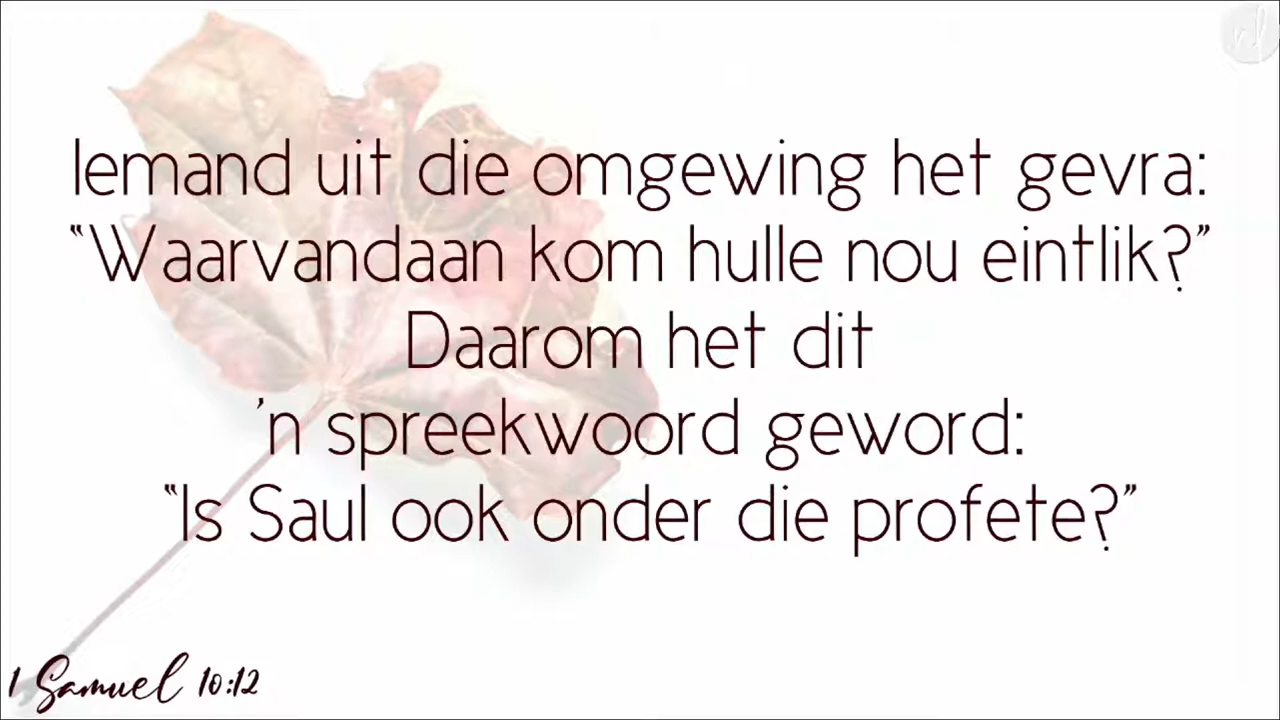 Iemand uit die omgewing het gevra:
“Waarvandaan kom hulle nou eintlik?”
Daarom het dit
’n spreekwoord geword:
“Is Saul ook onder die profete?”
1 Samuel 10:12